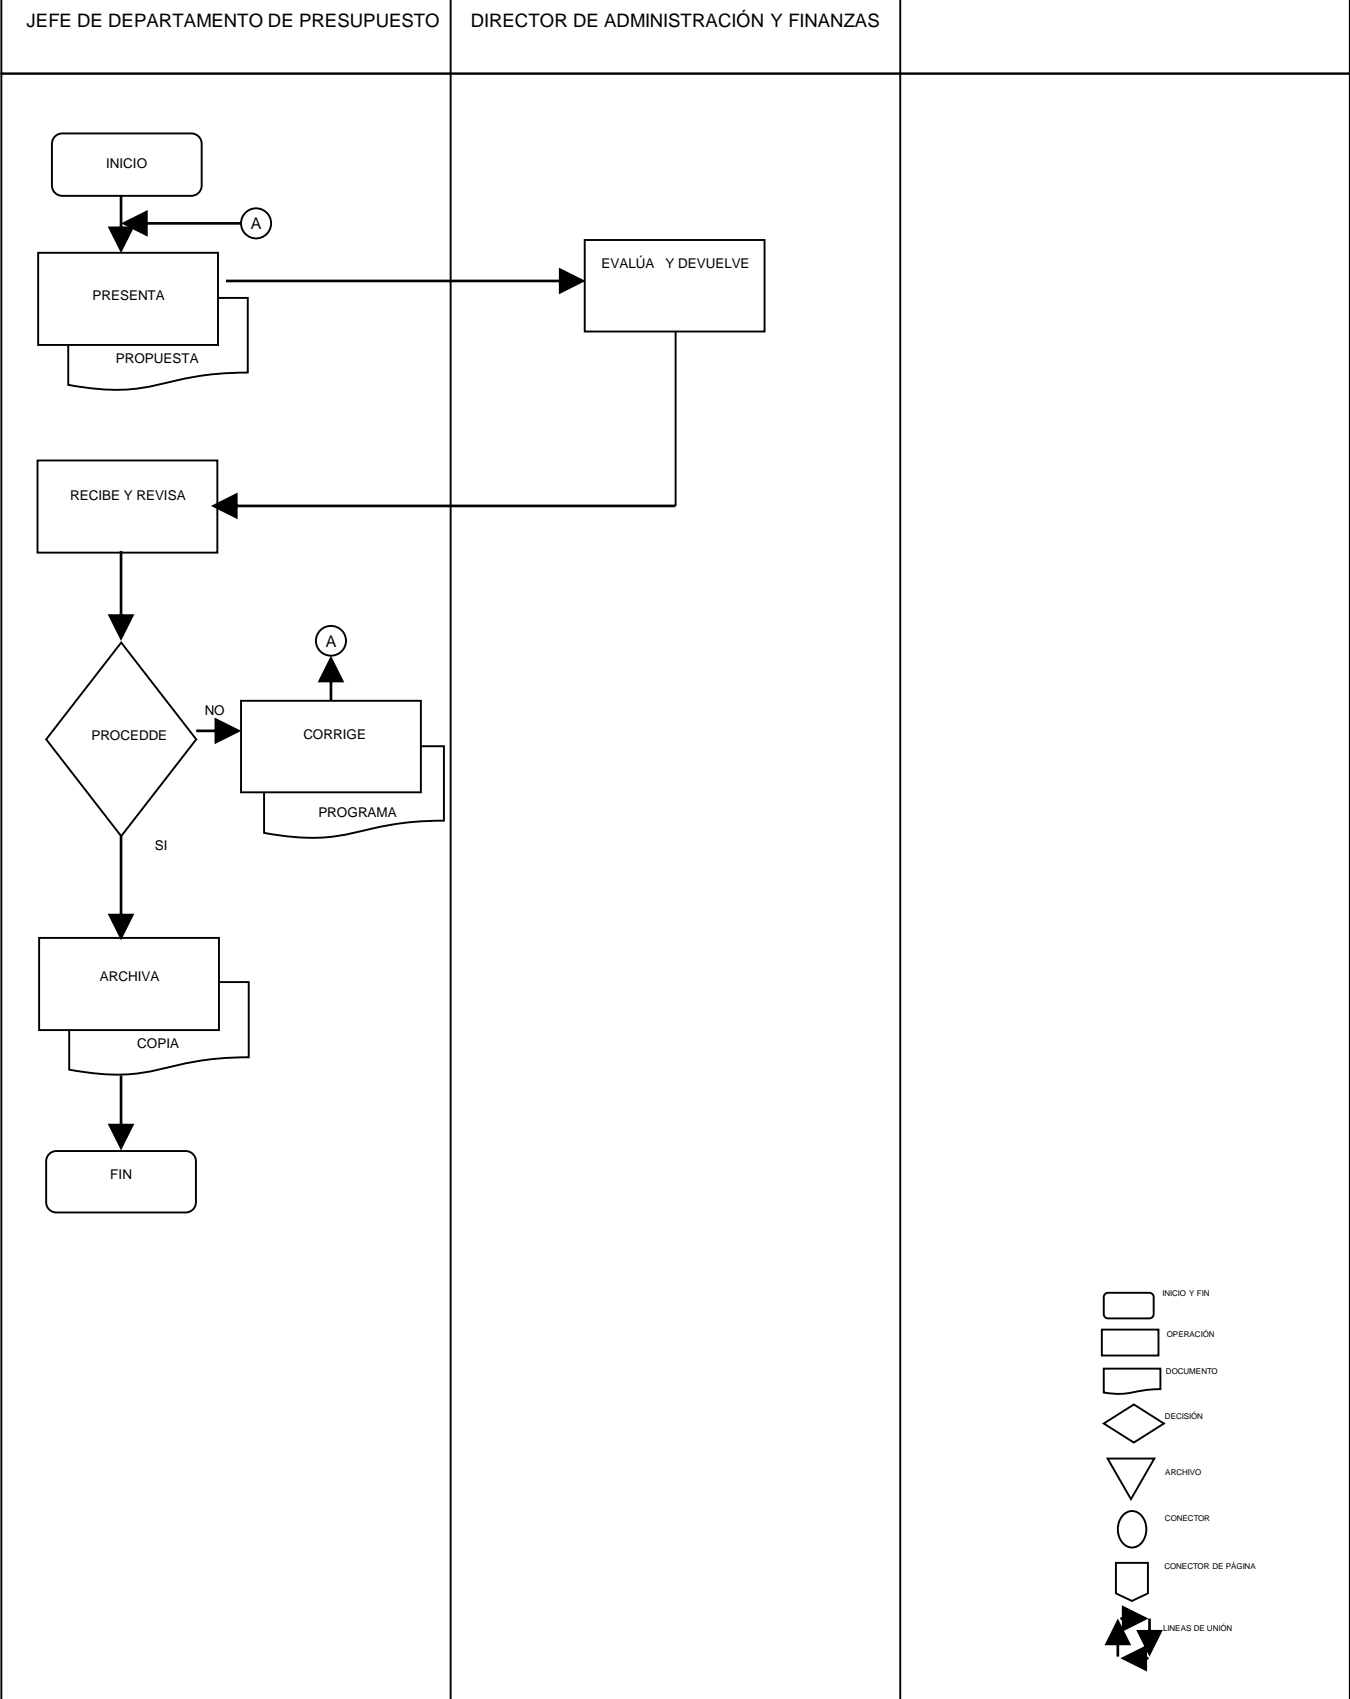 JEFE DE DEPARTAMENTO DE PRESUPUESTO
DIRECTOR DE ADMINISTRACIÓN Y FINANZAS
INICIO
A
PRESENTA
PROPUESTA
EVALÚA Y DEVUELVE
RECIBE Y REVISA
A
PROCEDDE
NO
CORRIGE
PROGRAMA
SI
ARCHIVA
COPIA
FIN
INICIO Y FIN
OPERACIÓN
DOCUMENTO
DECISIÓN
ARCHIVO
CONECTOR
CONECTOR DE PÁGINA
LINEAS DE UNIÓN